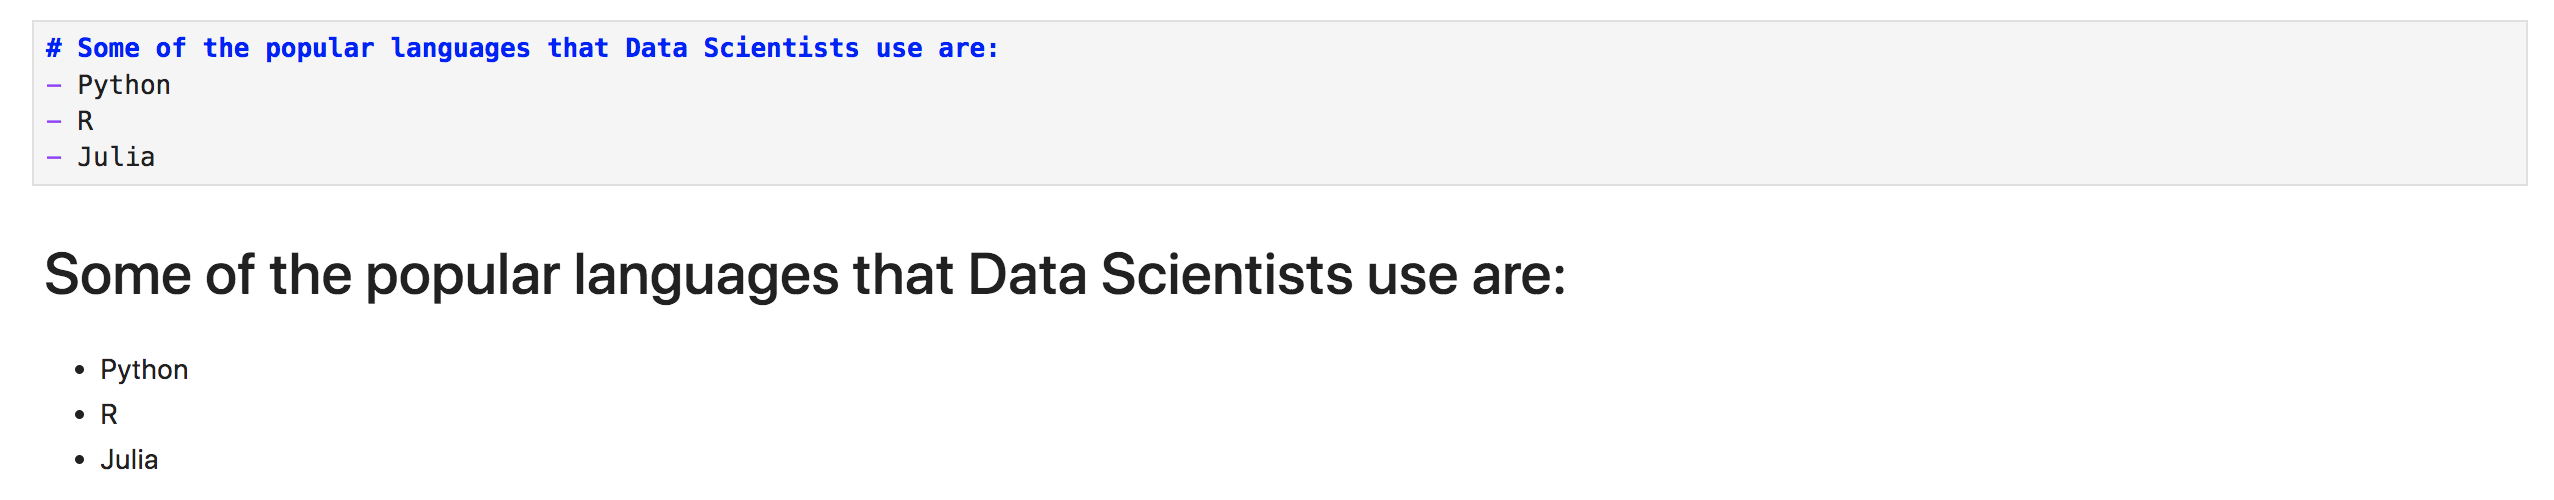 # Some of the popular languages that Data Scientists use are:
- Python
- R
- Julia
Some of the popular languages that Data Scientists use are:
• Python
• R
• Julia